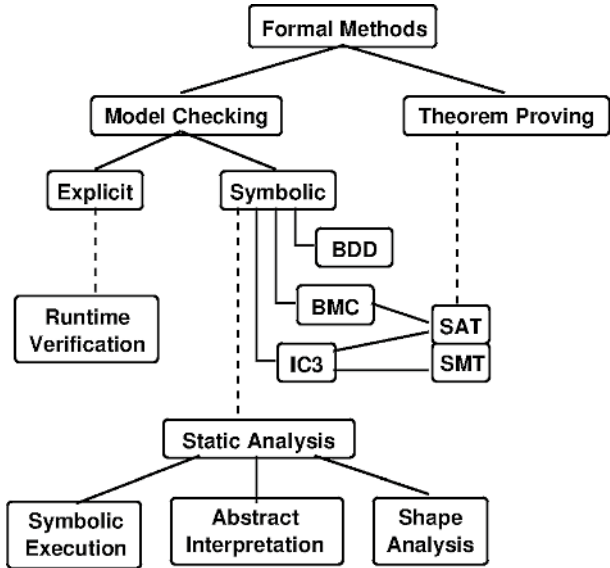 Formal Methods
Model Checking
Theorem Proving
Explicit
Symbolic
BDD
Runtime
Verification
BMC
SAT
IC3
SMT
Static Analysis
Symbolic
Execution
Abstract
Interpretation
Shape
Analysis